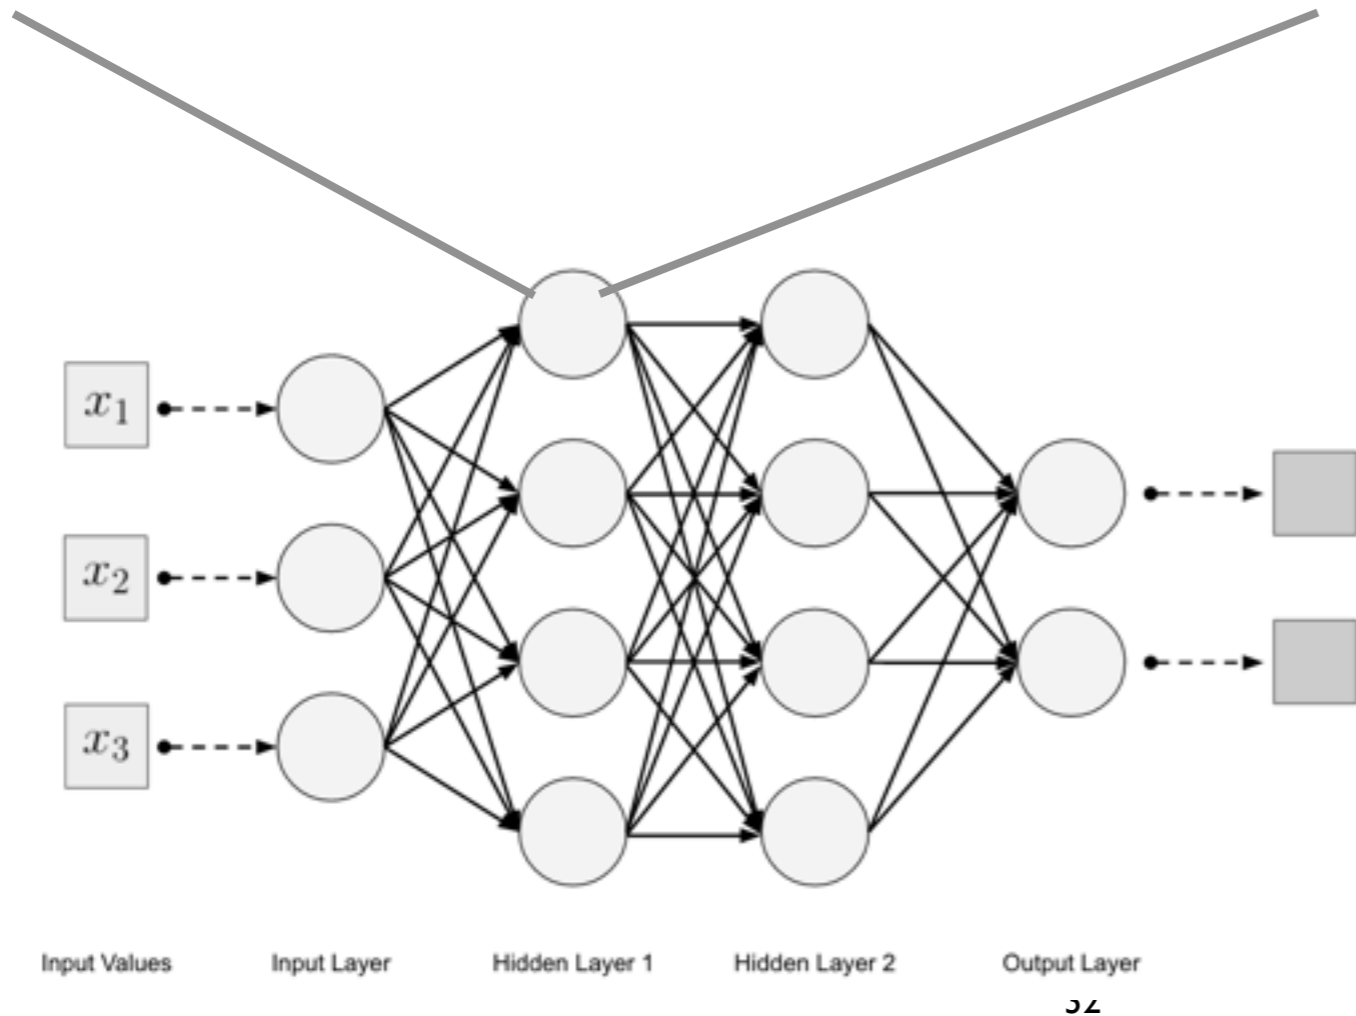 x1
x2
x3
Input Values Input Layer Hidden Layer 1 Hidden Layer 2 Output Layer